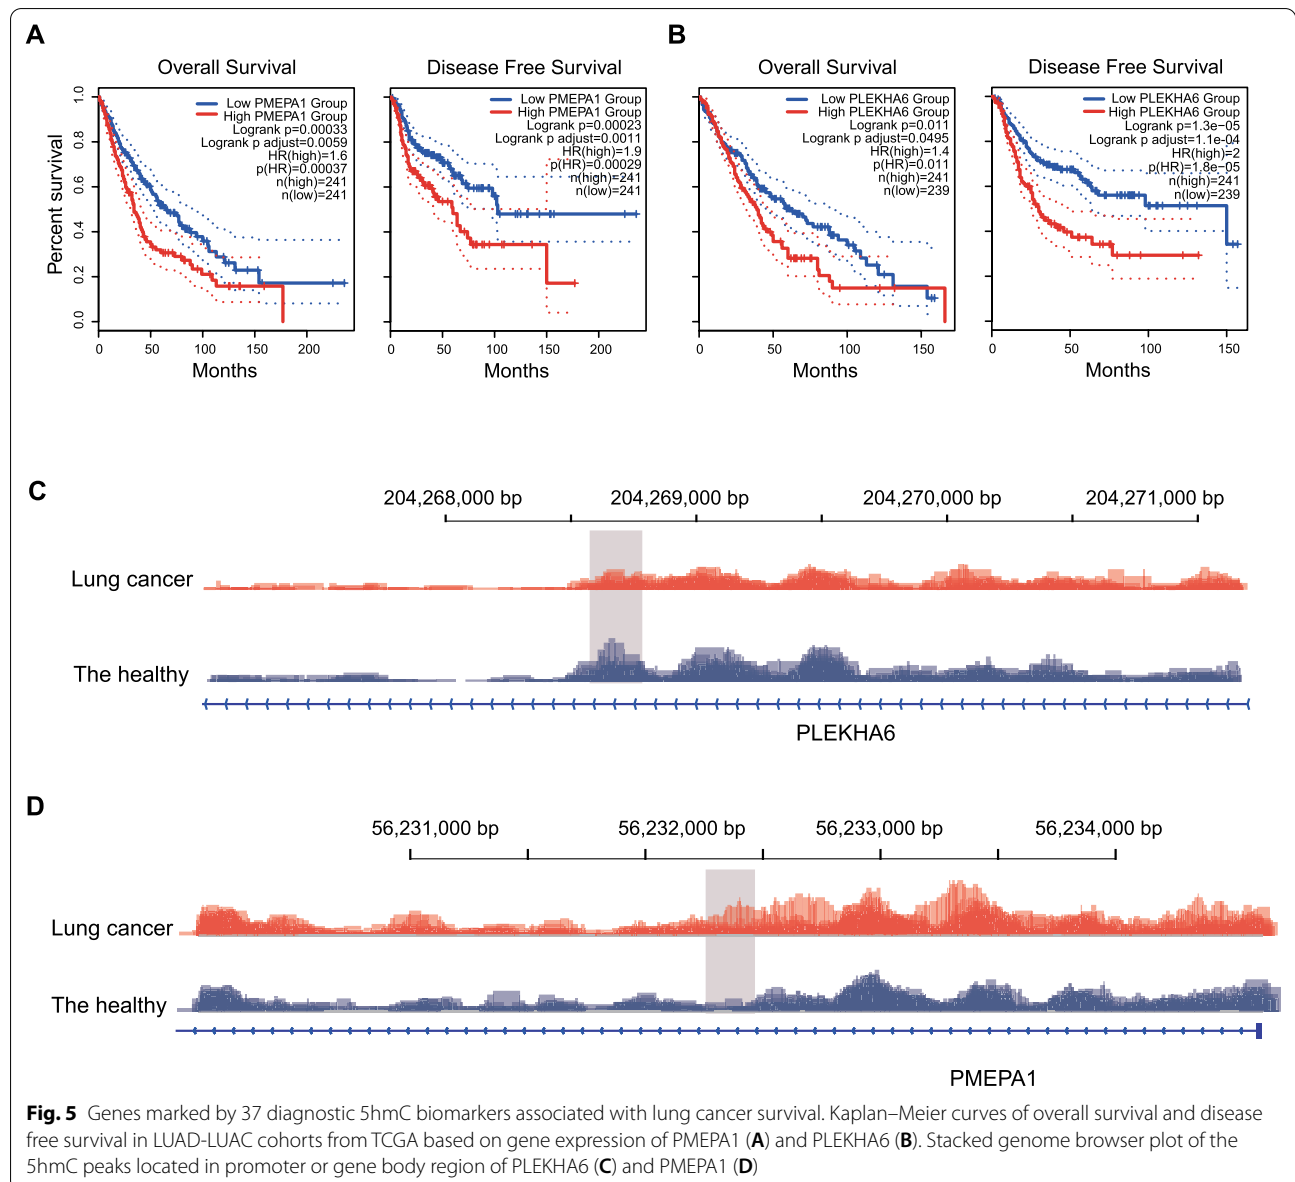 A
B
Overall Survival
Disease Free Survival
Overall Survival
Disease Free Survival
Percent survival
1.0
0.8
0.6
0.4
0.2
0.0
Low PMEPA1 Group
High PMEPA1 Group
Logrank p=0.00033
Logrank p adjust=0.0059
HR(high)=1.6
p(HR)=0.00037
n(high)=241
n(low)=241
0 50 100 150 200
Months
Low PMEPA1 Group
High PMEPA1 Group
Logrank p=0.00023
Logrank p adjust=0.0011
HR(high)=1.9
p(HR)=0.00029
n(high)=241
n(low)=241
0 50 100 150 200
Months
Low PLEKHA6 Group
High PLEKHA6 Group
Logrank p=0.011
Logrank p adjust=0.0495
HR(high)=1.4
p(HR)=0.011
n(high)=241
n(low)=239
0 50 100 150
Months
Low PLEKHA6 Group
High PLEKHA6 Group
Logrank p=1.3e-05
Logrank p adjust=1.1e-04
HR(high)=2
p(HR)=1.8e-05
n(high)=241
n(low)=239
0 50 100 150
Months
C
204,268,000 bp 204,269,000 bp 204,270,000 bp 204,271,000 bp
Lung cancer
The healthy
PLEKHA6
D
56,231,000 bp 56,232,000 bp 56,233,000 bp 56,234,000 bp
Lung cancer
The healthy
PMEPA1
Fig. 5 Genes marked by 37 diagnostic 5hmC biomarkers associated with lung cancer survival. Kaplan–Meier curves of overall survival and disease
free survival in LUAD-LUAC cohorts from TCGA based on gene expression of PMEPA1 (A) and PLEKHA6 (B). Stacked genome browser plot of the
5hmC peaks located in promoter or gene body region of PLEKHA6 (C) and PMEPA1 (D)